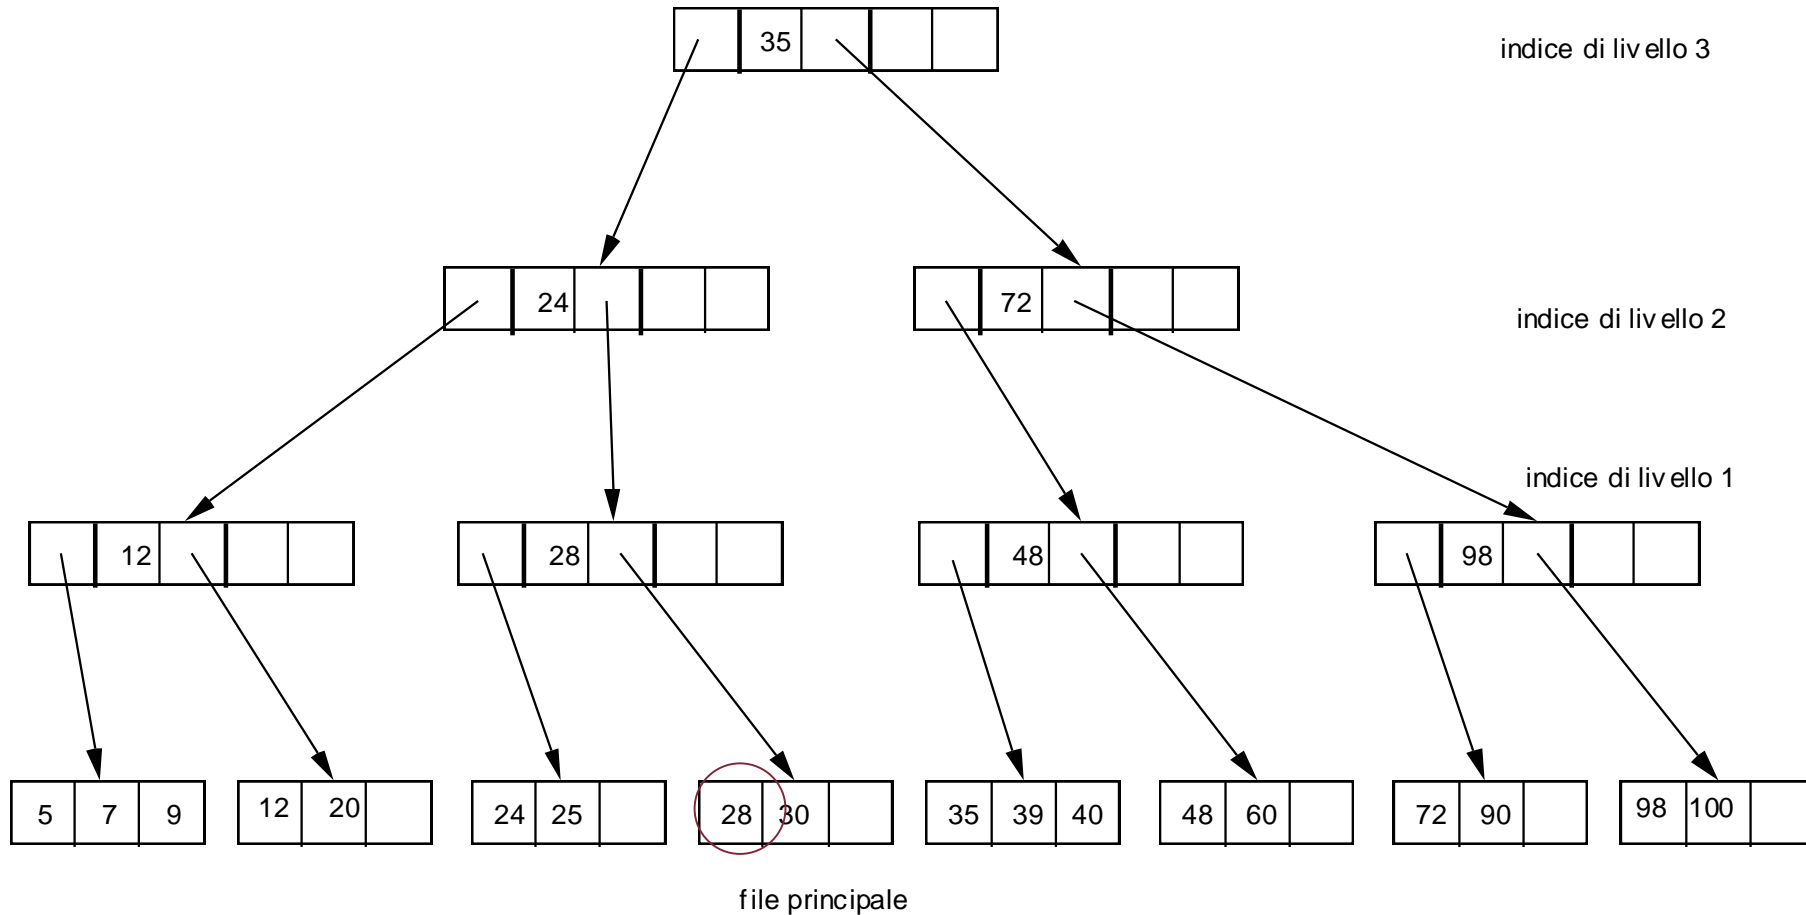 35
indice di livello 3
24
72
indice di livello 2
indice di livello 1
12
28
48
98
5 7 9
12 20
24 25
28 30
35 39 40
48 60
72 90
98 100
file principale